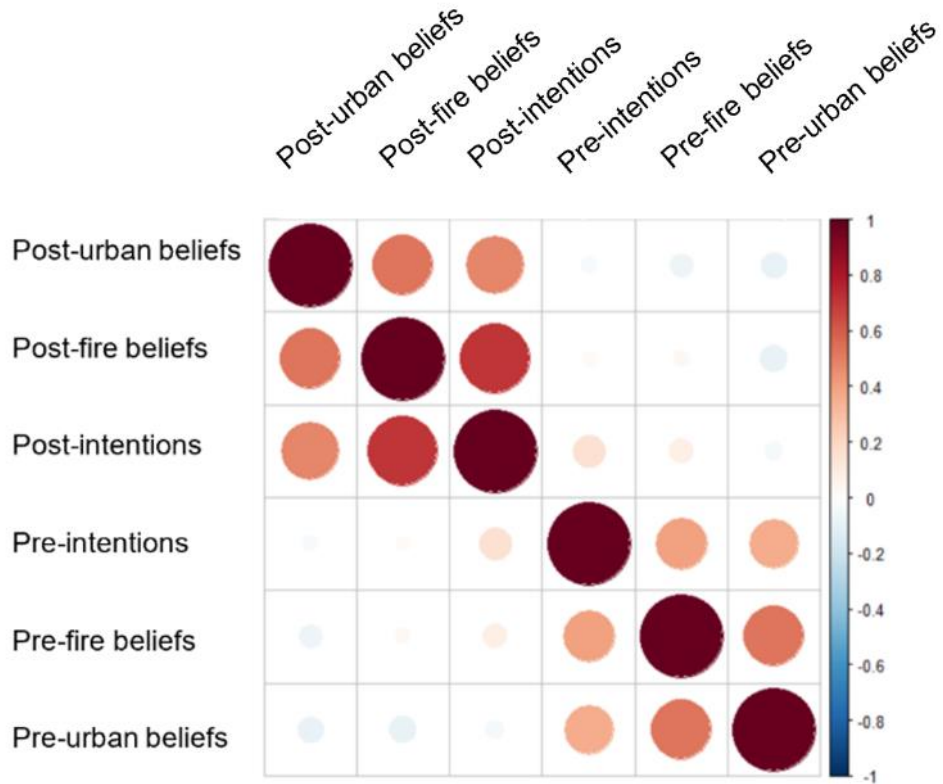 Post-urban beliefs
Post-fire beliefs
Post-intentions
Pre-intentions
Pre-fire beliefs
Pre-urban beliefs
Post-urban beliefs
Post-fire beliefs
Post-intentions
Pre-intentions
Pre-fire beliefs
Pre-urban beliefs
1
0.8
0.6
0.4
0.2
0
-0.2
-0.4
-0.6
-0.8
-1